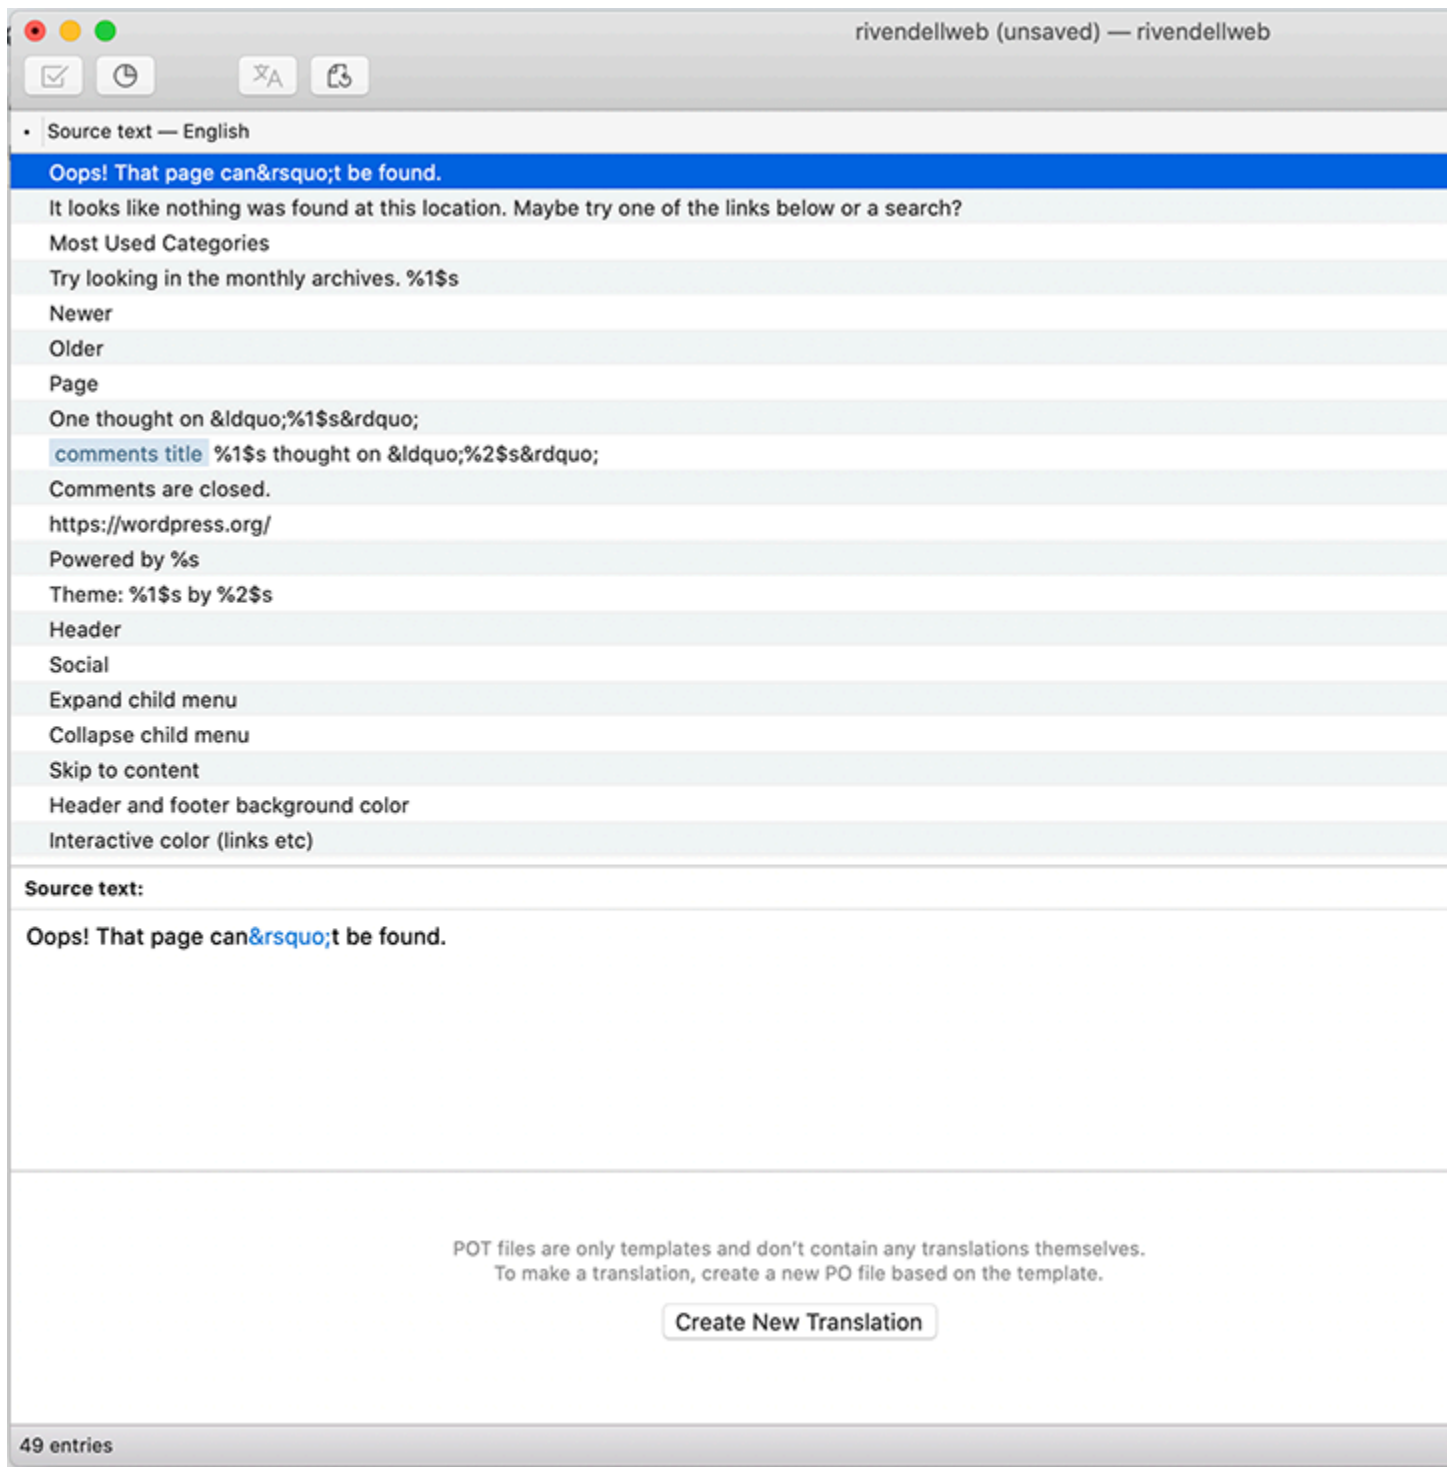 rivendellweb (unsaved) — rivendellweb
• Source text — English
Oops! That page can&rsquo;t be found.
It looks like nothing was found at this location. Maybe try one of the links below or a search?
Most Used Categories
Try looking in the monthly archives. %1$s
Newer
Older
Page
One thought on &ldquo;%1$s&rdquo;
comments title %1$s thought on &ldquo;%2$s&rdquo;
Comments are closed.
https://wordpress.org/
Powered by %s
Theme: %1$s by %2$s
Header
Social
Expand child menu
Collapse child menu
Skip to content
Header and footer background color
Interactive color (links etc)
Source text:
Oops! That page can&rsquo;t be found.
POT files are only templates and don’t contain any translations themselves.
To make a translation, create a new PO file based on the template.
Create New Translation
49 entries